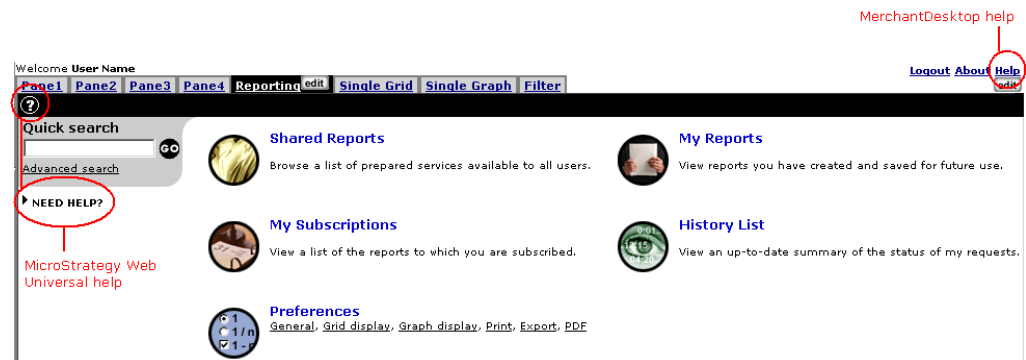 MerchantDesktop help
Welcome User Name
Logout About Help
Pane1 Pane2 Pane3 Pane4 Reporting edit Single Grid Single Graph Filter
edit
?
Quick search
GO
Advanced search
NEED HELP?
MicroStrategy Web
Universal help
Shared Reports
Browse a list of prepared services available to all users.
My Reports
View reports you have created and saved for future use.
My Subscriptions
View a list of the reports to which you are subscribed.
History List
View an up-to-date summary of the status of my requests.
Preferences
General, Grid display, Graph display, Print, Export, PDF